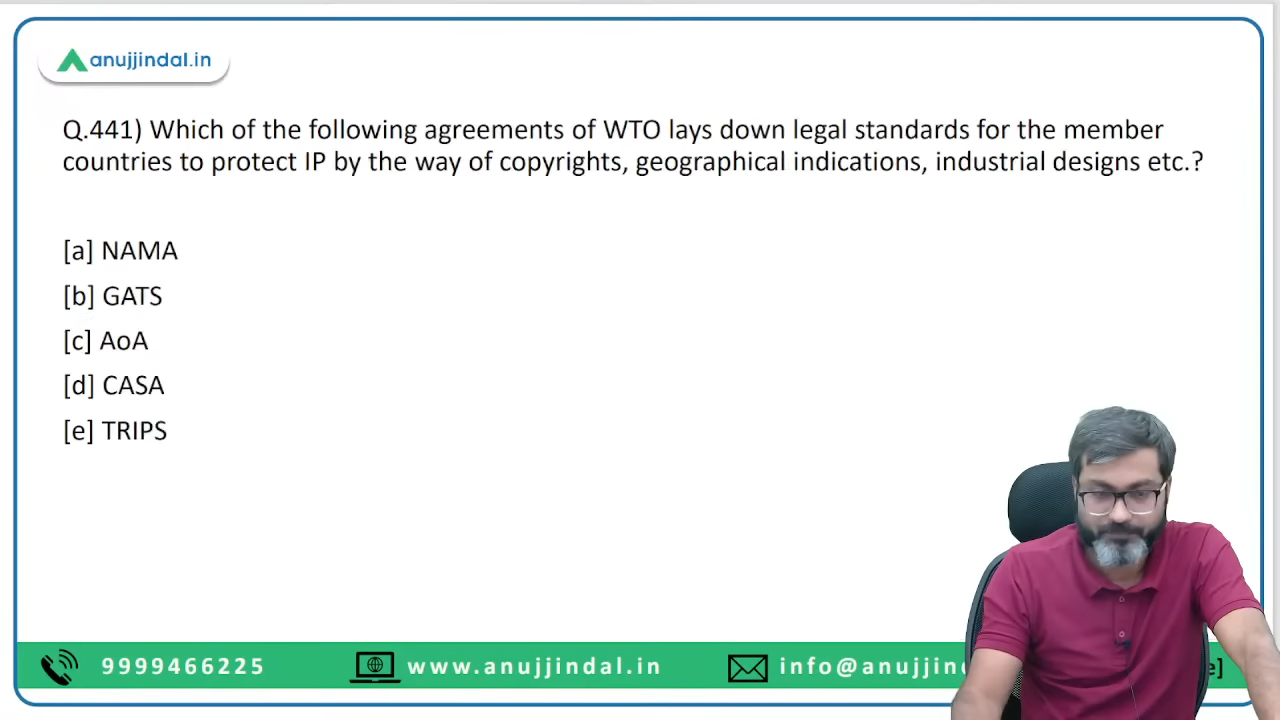 anujjindal.in
Q.441) Which of the following agreements of WTO lays down legal standards for the member
countries to protect IP by the way of copyrights, geographical indications, industrial designs etc.?
[a] NAMA
[b] GATS
[c] AoA
[d] CASA
[e] TRIPS
9999466225 www.anujjindal.in